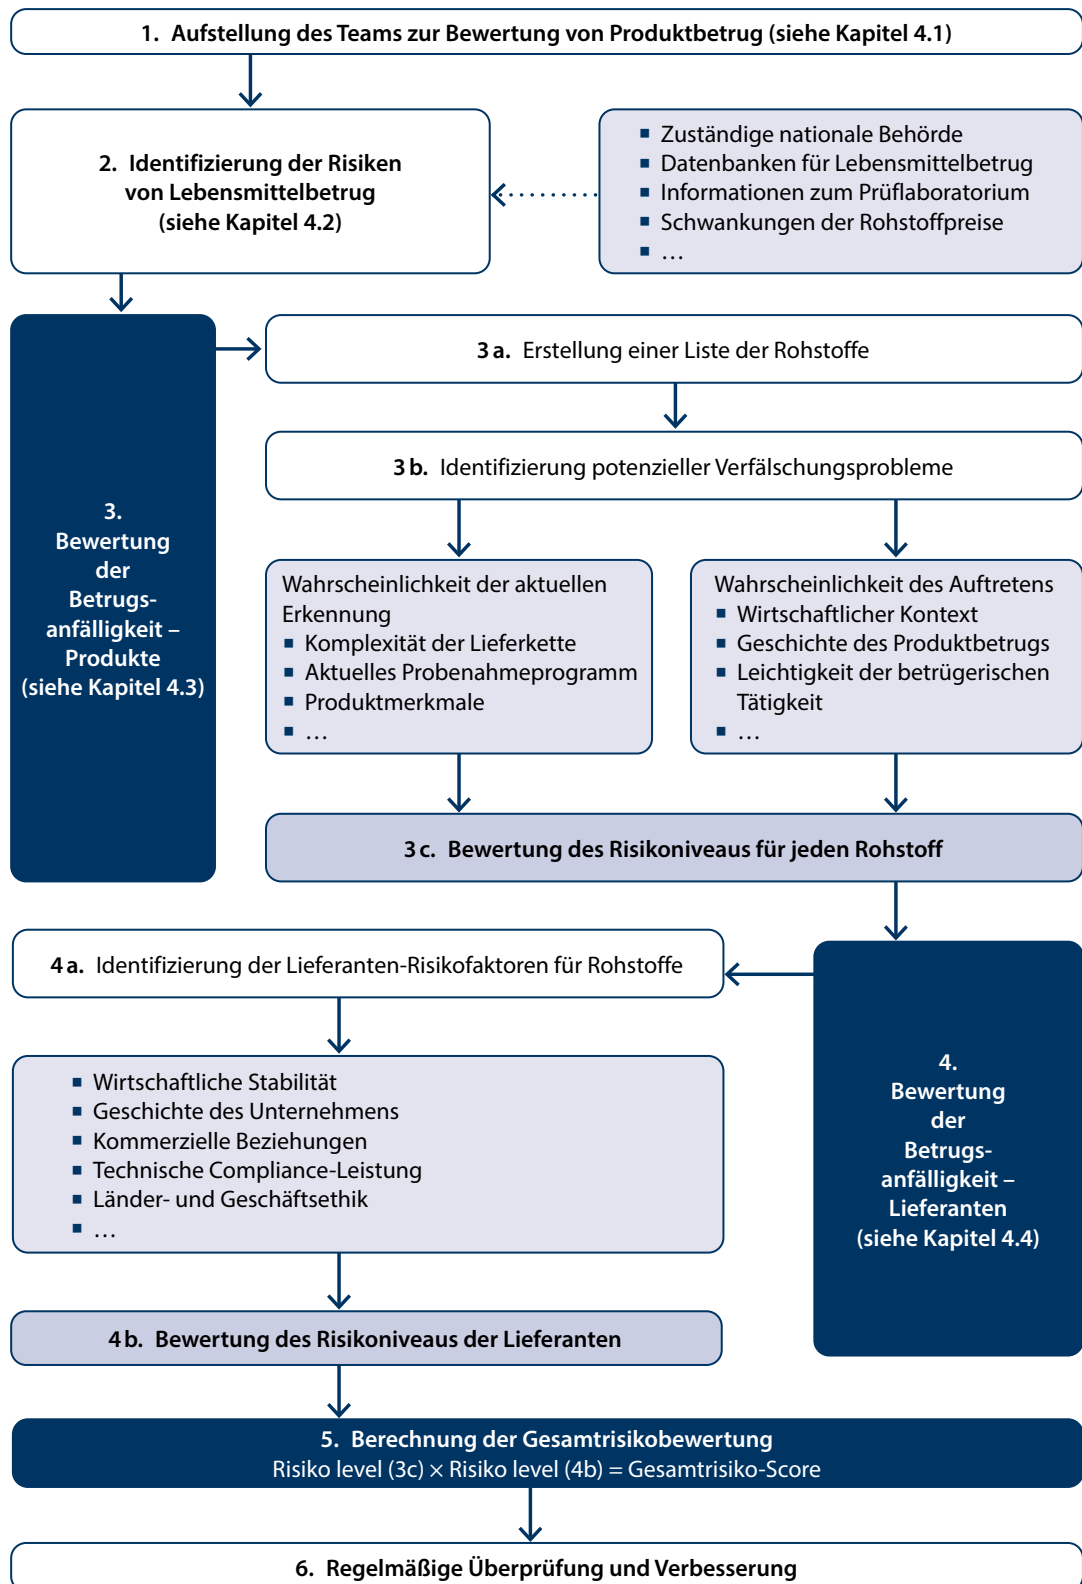 1. Aufstellung des Teams zur Bewertung von Produktbetrug (siehe Kapitel 4.1)
2. Identifizierung der Risiken
von Lebensmittelbetrug
(siehe Kapitel 4.2)
■ Zuständige nationale Behörde
■ Datenbanken für Lebensmittelbetrug
■ Informationen zum Prüflaboratorium
■ Schwankungen der Rohstoffpreise
■ …
3.
Bewertung
der
Betrugs-
anfälligkeit –
Produkte
(siehe Kapitel 4.3)
3 a. Erstellung einer Liste der Rohstoffe
3 b. Identifizierung potenzieller Verfälschungsprobleme
Wahrscheinlichkeit der aktuellen
Erkennung
■ Komplexität der Lieferkette
■ Aktuelles Probenahmeprogramm
■ Produktmerkmale
■ …
Wahrscheinlichkeit des Auftretens
■ Wirtschaftlicher Kontext
■ Geschichte des Produktbetrugs
■ Leichtigkeit der betrügerischen
Tätigkeit
■ …
3 c. Bewertung des Risikoniveaus für jeden Rohstoff
4.
Bewertung
der
Betrugs-
anfälligkeit –
Lieferanten
(siehe Kapitel 4.4)
4 a. Identifizierung der Lieferanten-Risikofaktoren für Rohstoffe
■ Wirtschaftliche Stabilität
■ Geschichte des Unternehmens
■ Kommerzielle Beziehungen
■ Technische Compliance-Leistung
■ Länder- und Geschäftsethik
■ …
4 b. Bewertung des Risikoniveaus der Lieferanten
5. Berechnung der Gesamtrisikobewertung
Risiko level (3c) × Risiko level (4b) = Gesamtrisiko-Score
6. Regelmäßige Überprüfung und Verbesserung